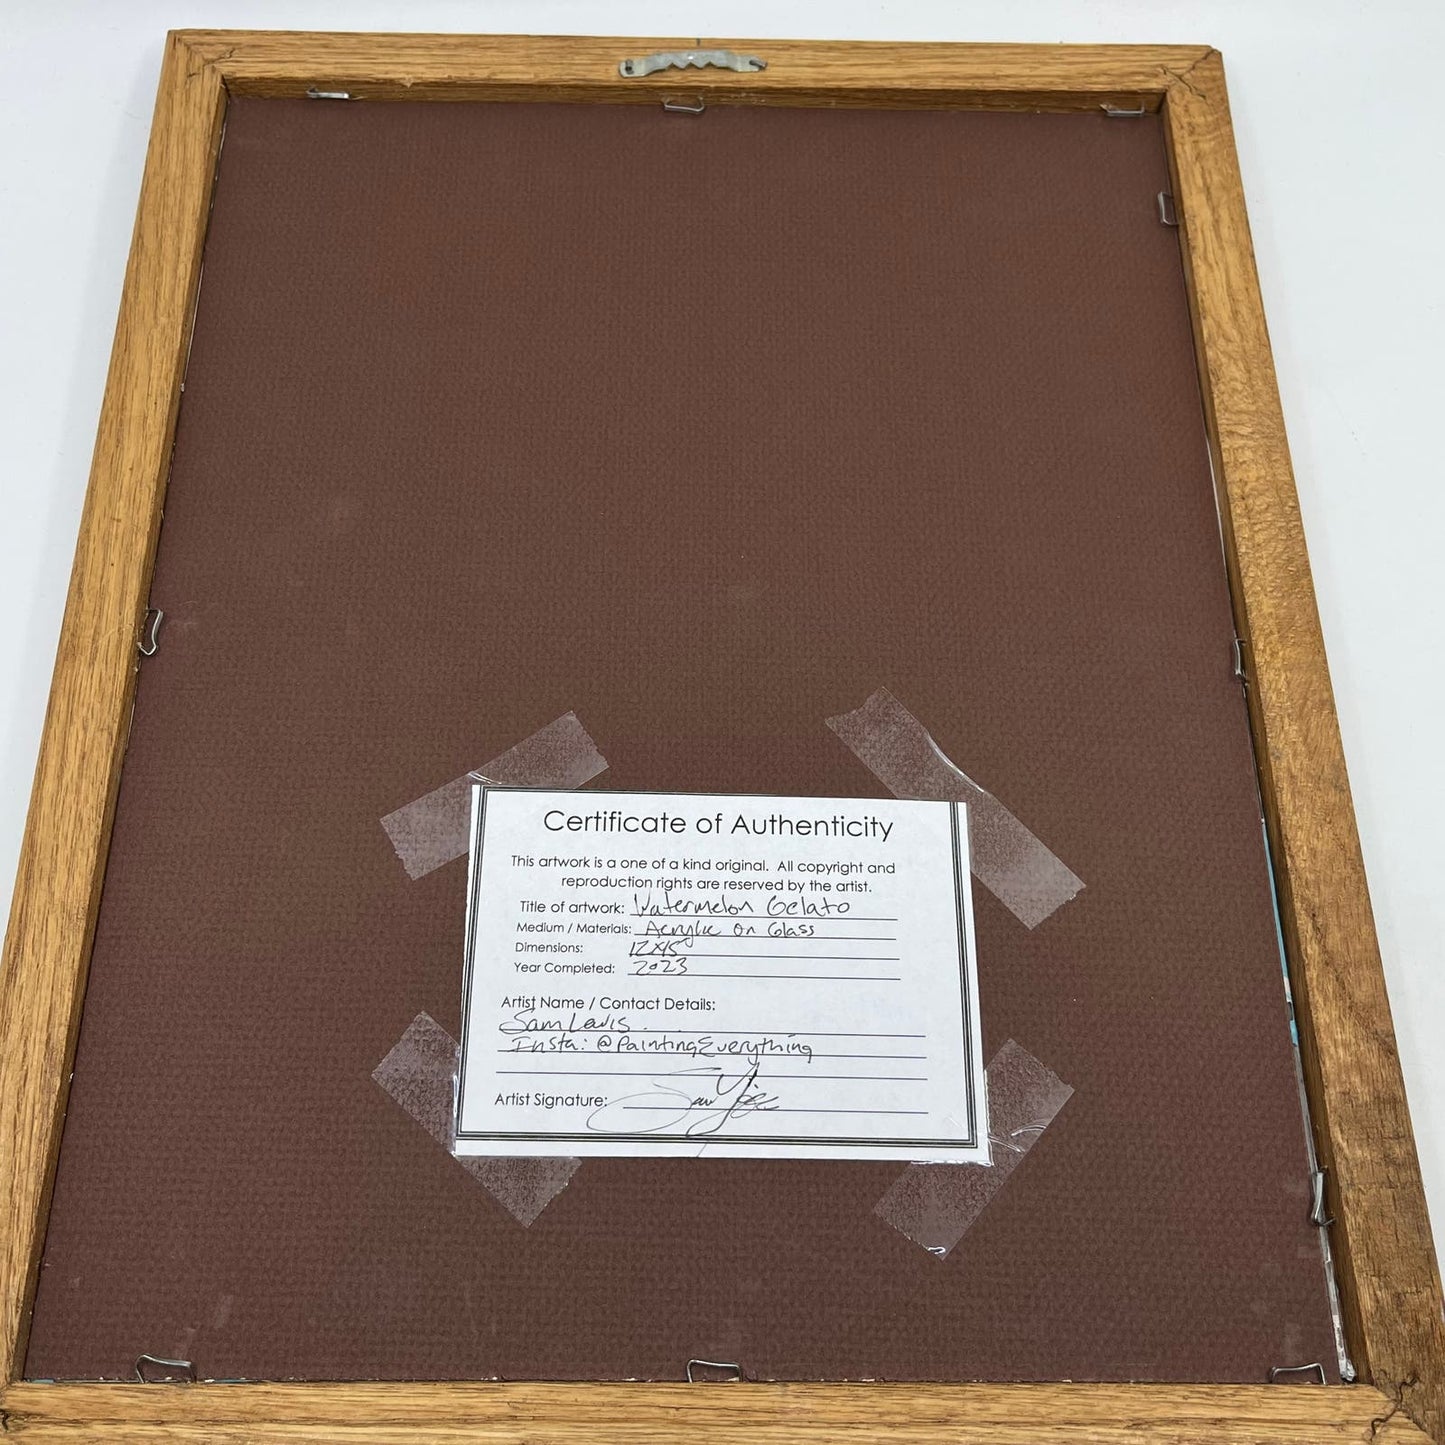 Certificate of Authenticity
This artwork is a one of a kind original. All copyright and
reproduction rights are reserved by the artist.
Title of artwork: Watermelon Gelato
Medium / Materials: Acrylic on Glass
Dimensions: 12x15
Year Completed: 2023
Artist Name / Contact Details:
Sam Lewis
Insta: @PaintingEverything
Artist Signature: